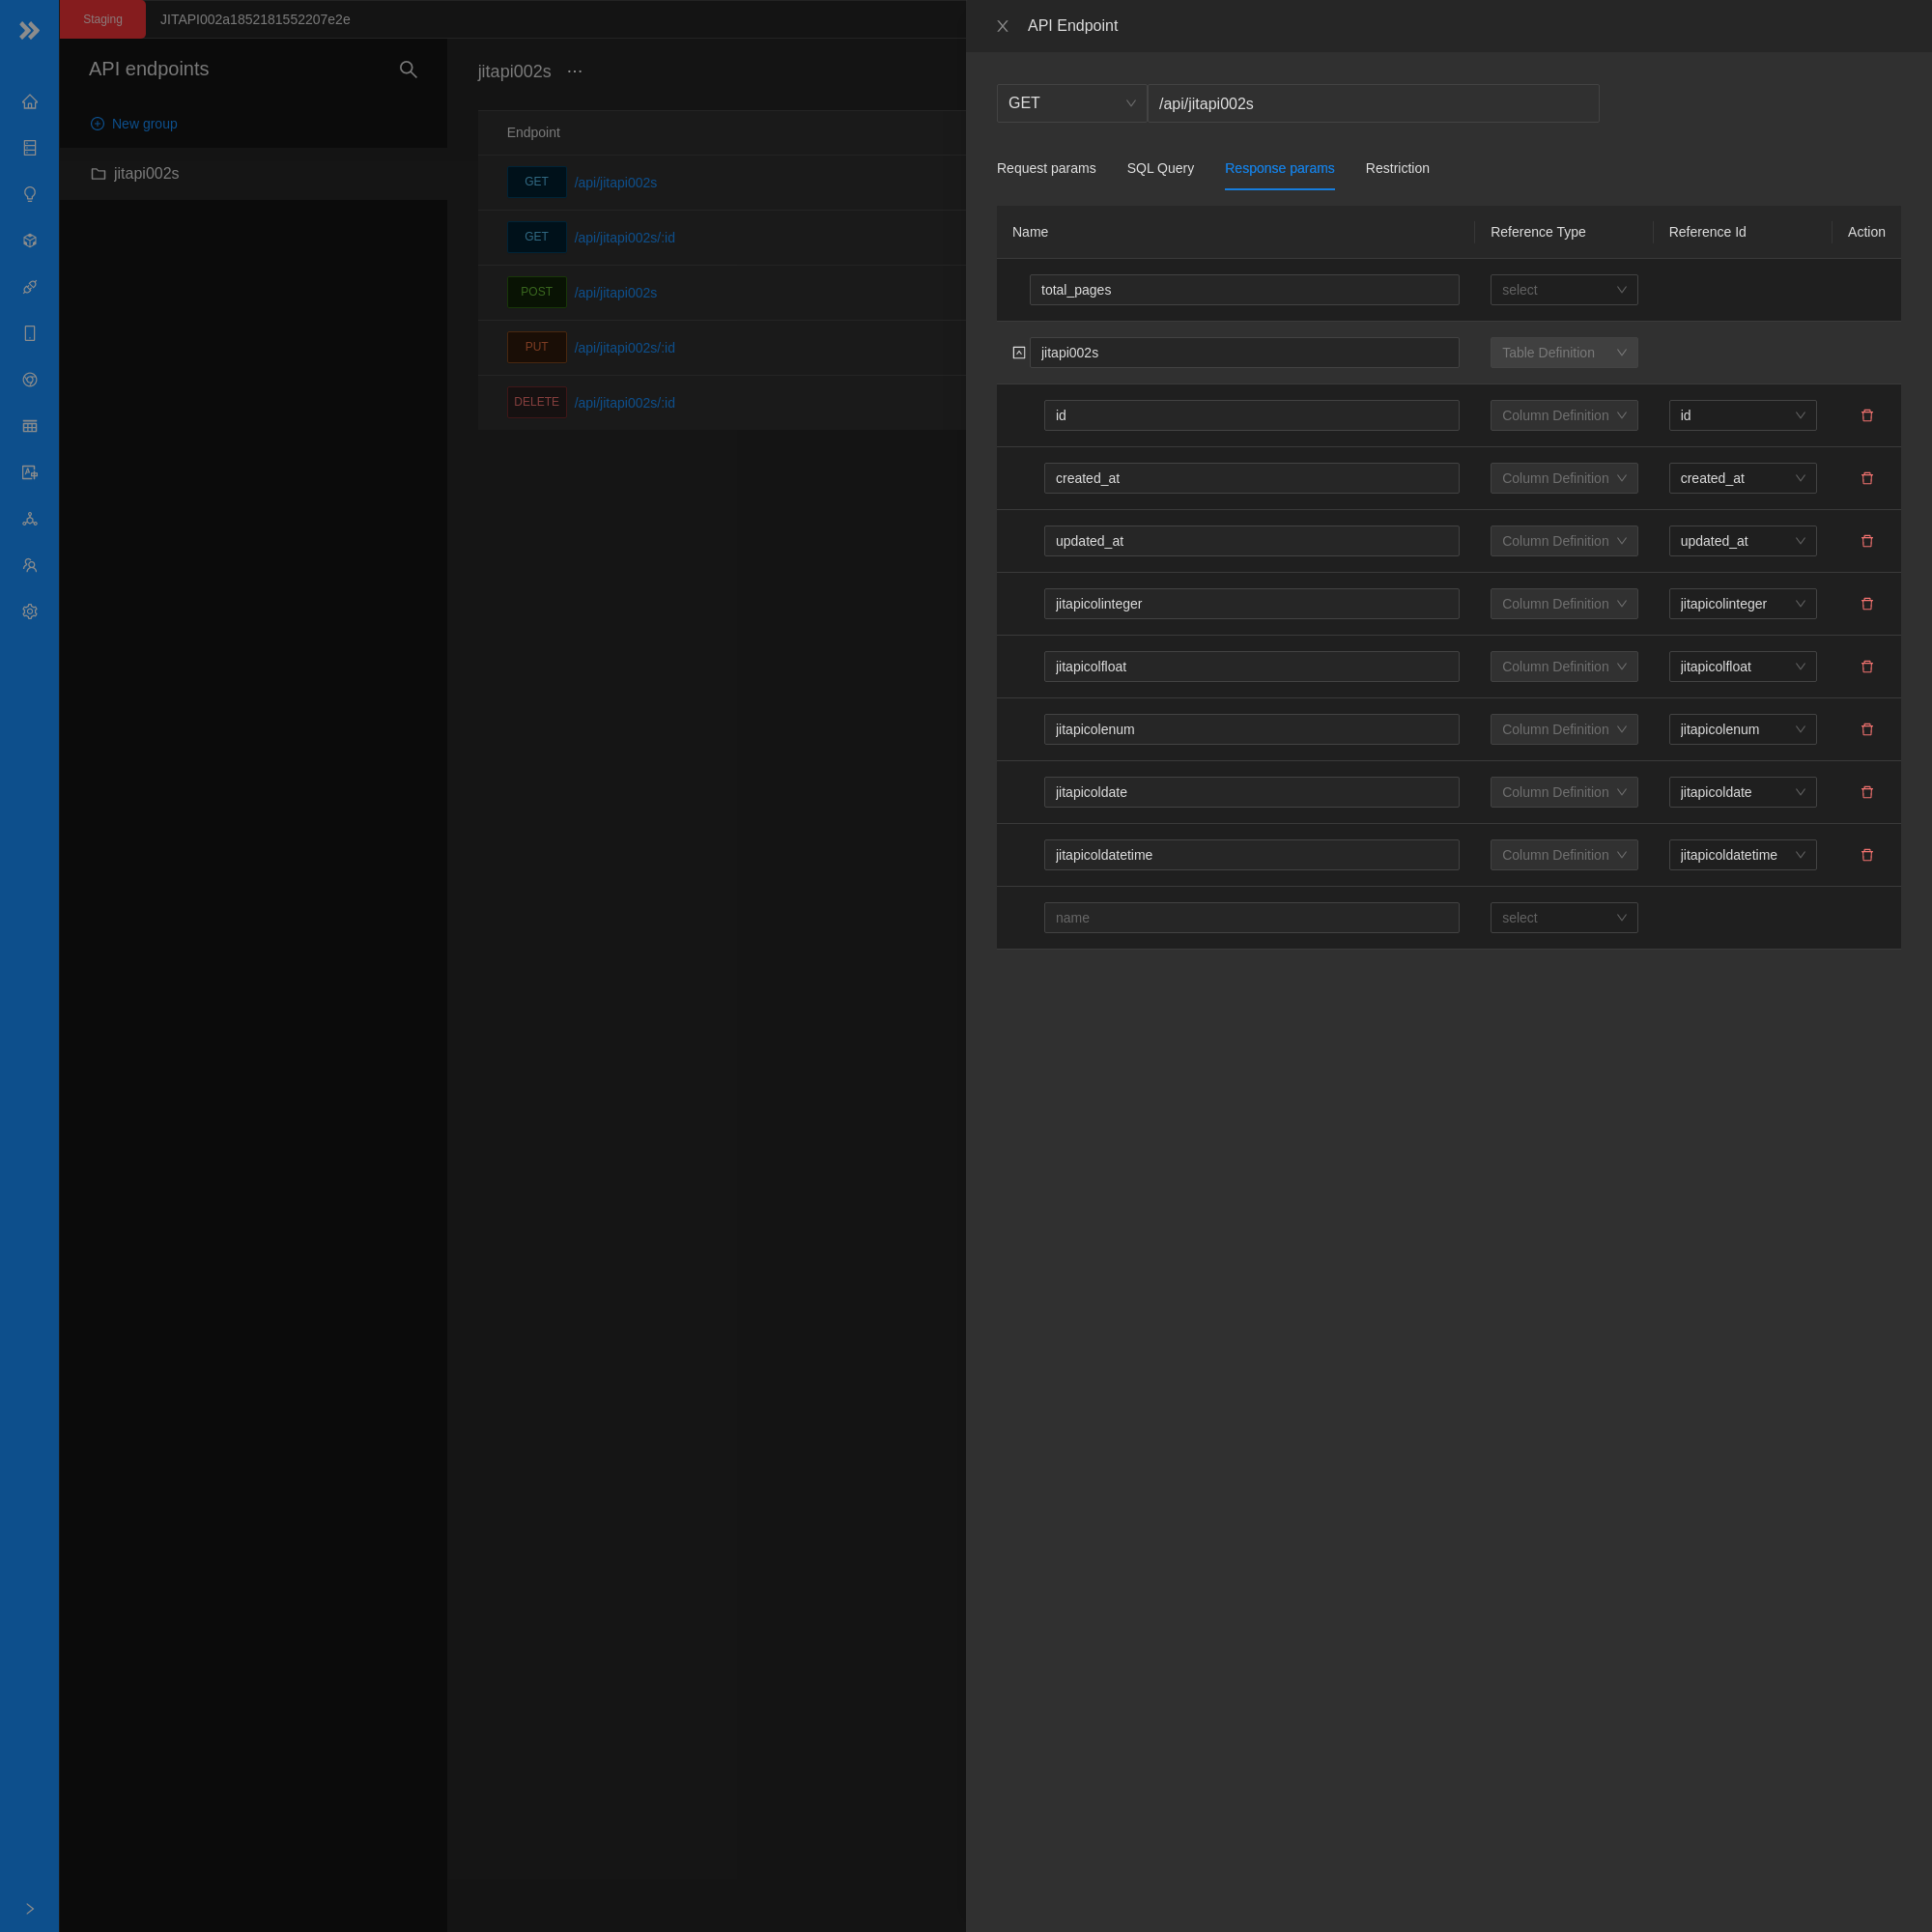 Staging JITAPI002a1852181552207e2e
API endpoints
New group
jitapi002s
jitapi002s ...
Endpoint
GET /api/jitapi002s
GET /api/jitapi002s/:id
POST /api/jitapi002s
PUT /api/jitapi002s/:id
DELETE /api/jitapi002s/:id
API Endpoint
GET /api/jitapi002s
Request params SQL Query Response params Restriction
Name Reference Type Reference Id Action
total_pages select
jitapi002s Table Definition
id Column Definition id
created_at Column Definition created_at
updated_at Column Definition updated_at
jitapicolinteger Column Definition jitapicolinteger
jitapicolfloat Column Definition jitapicolfloat
jitapicolenum Column Definition jitapicolenum
jitapicoldate Column Definition jitapicoldate
jitapicoldatetime Column Definition jitapicoldatetime
name select